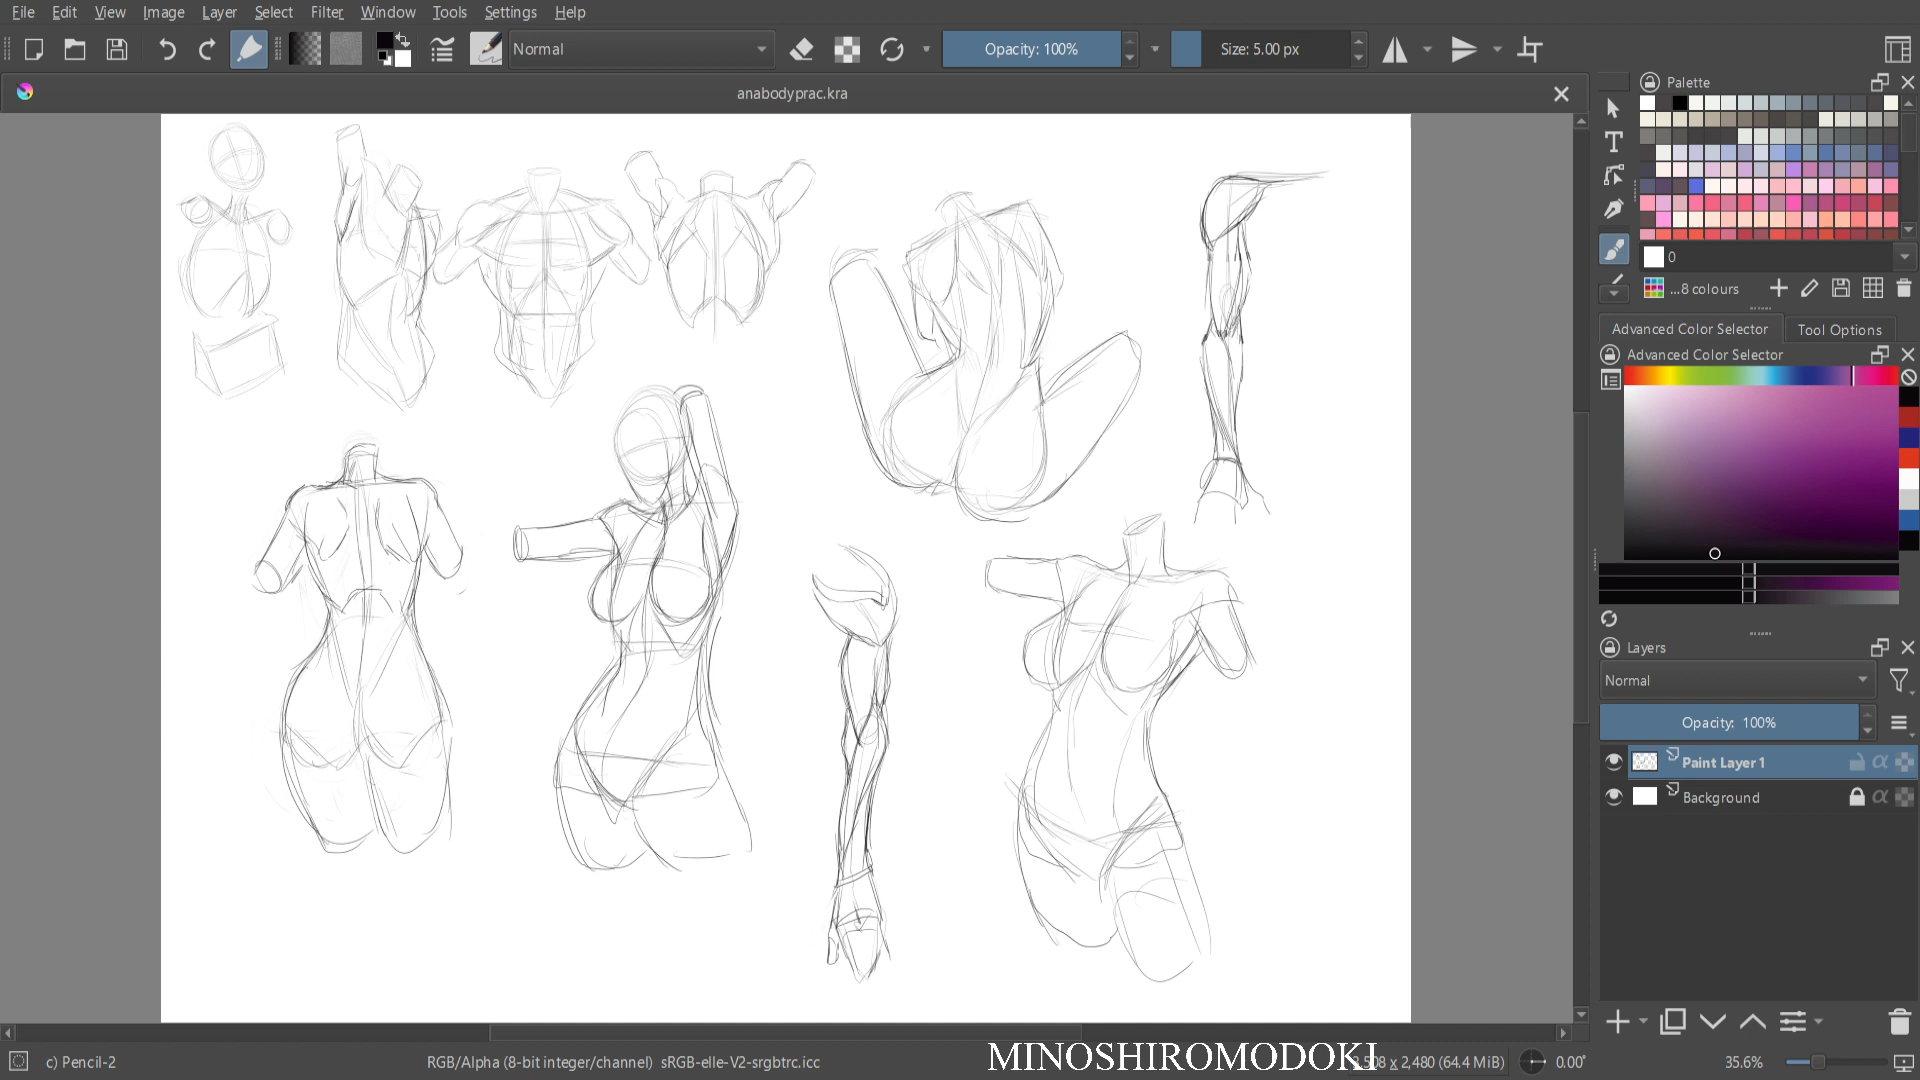 File Edit View Image Layer Select Filter Window Tools Settings Help
Normal Opacity: 100% Size: 5.00 px
anabodyprac.kra
Palette
0
...8 colours
Advanced Color Selector Tool Options
Advanced Color Selector
Layers
Normal
Opacity: 100%
Paint Layer 1
Background
c) Pencil-2 RGB/Alpha (8-bit integer/channel) sRGB-elle-V2-srgbtrc.icc MINOSHIROMODOKI x 2,480 (64.4 MiB) 0.00° 35.6%